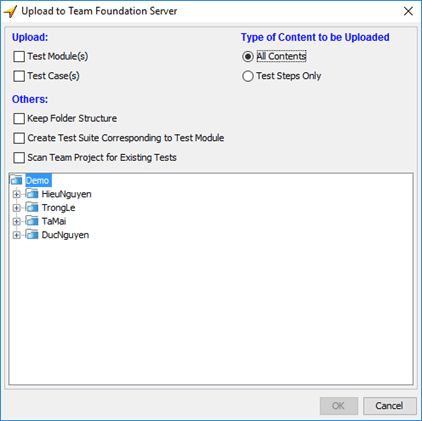 Upload to Team Foundation Server
Upload:
Type of Content to be Uploaded
Test Module(s)
All Contents
Test Case(s)
Test Steps Only
Others:
Keep Folder Structure
Create Test Suite Corresponding to Test Module
Scan Team Project for Existing Tests
Demo
HieuNguyen
TrongLe
TaMai
DucNguyen
OK
Cancel